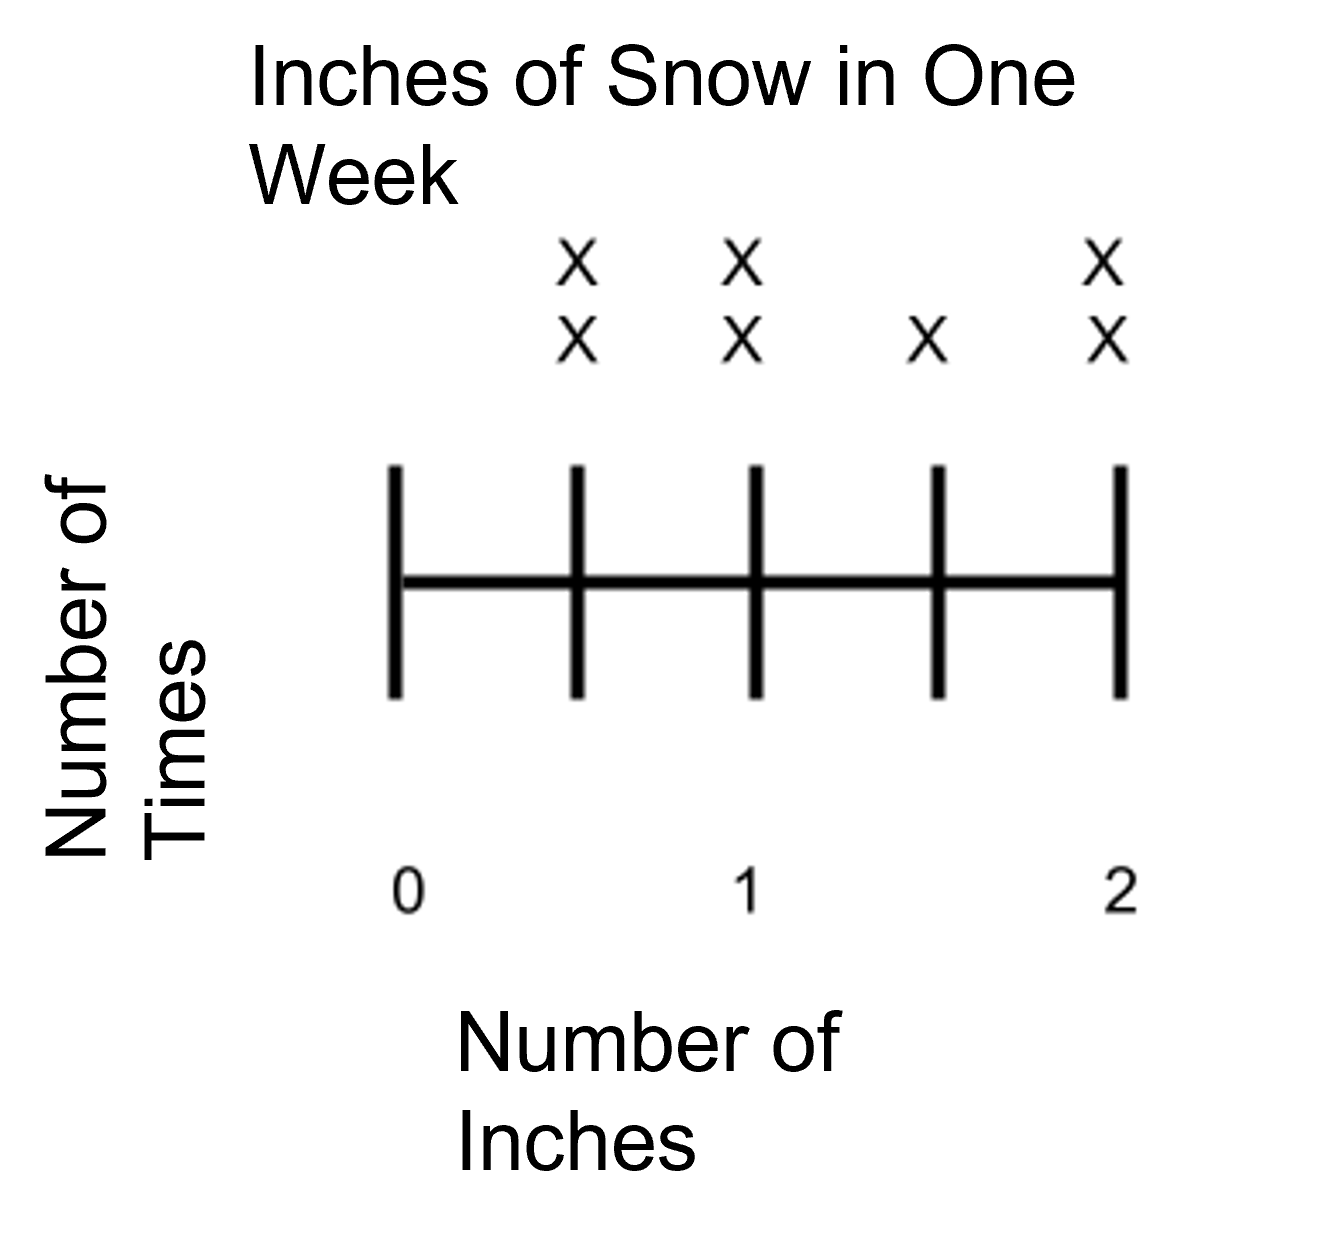 Inches of Snow in One
Week
X X X
X X X X
Number of
Times
0 1 2
Number of
Inches